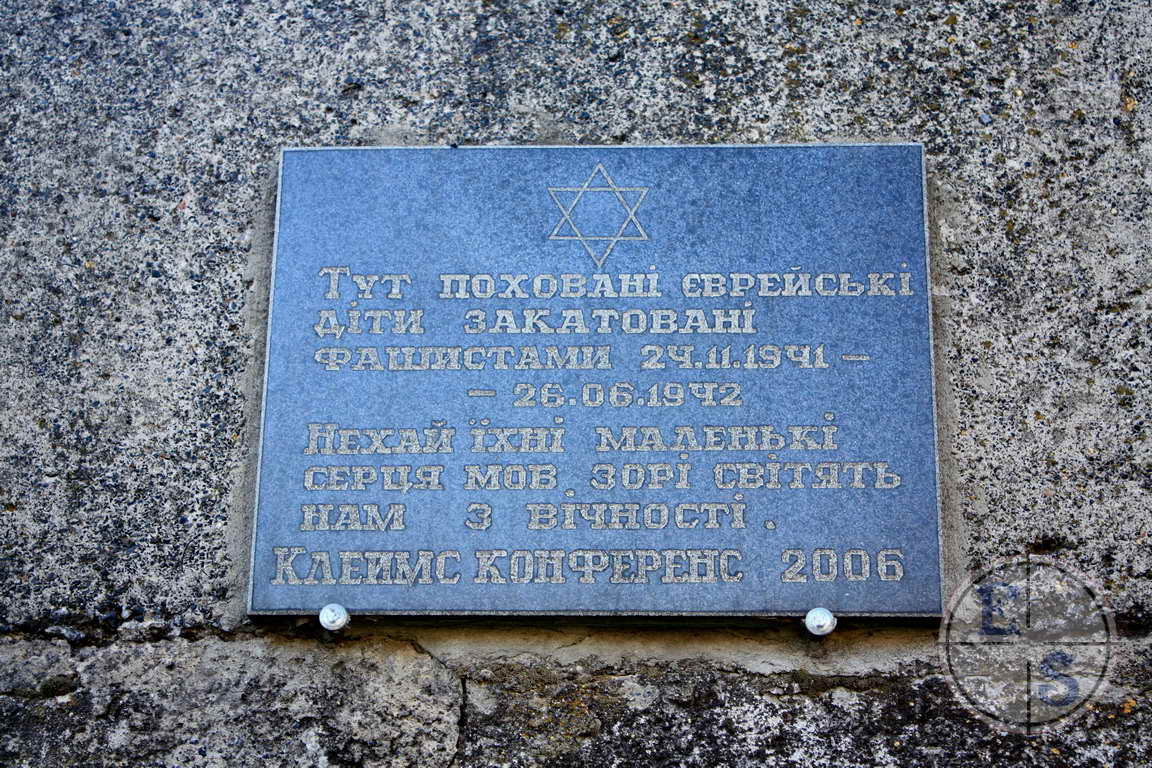 Тут поховані єврейські
діти закатовані
фашистами 24.11.1941 –
– 26.06.1942
Нехай їхні маленькі
серця мов зорі світять
нам з вічності.
Клеимс Конференс 2006
E
S